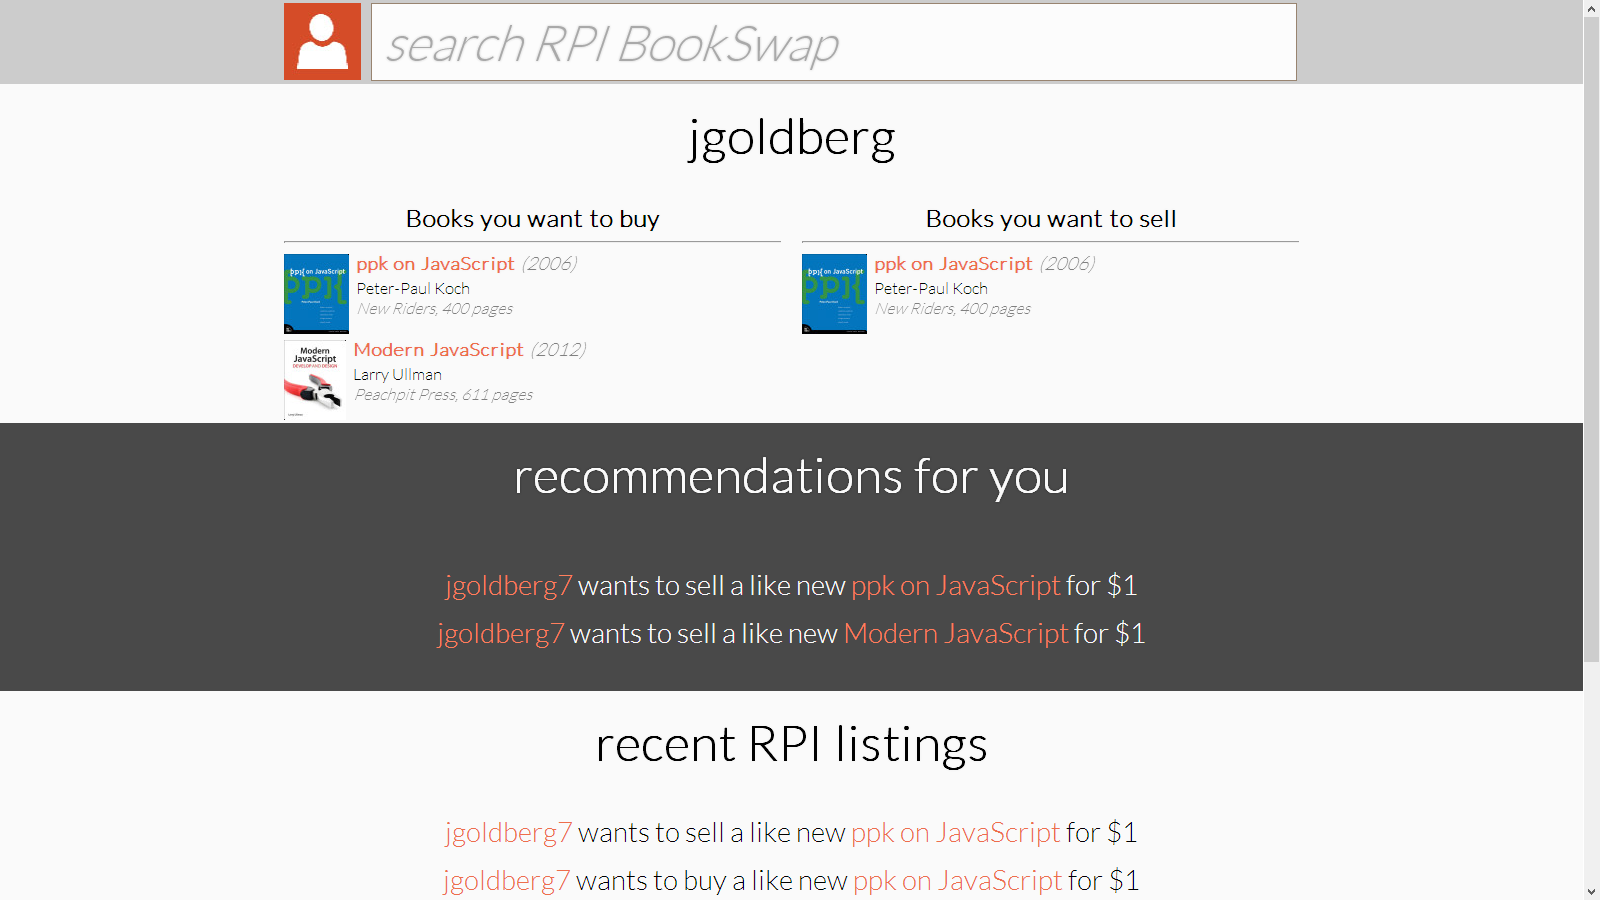 search RPI BookSwap
jgoldberg
Books you want to buy
ppk on JavaScript (2006)
Peter-Paul Koch
New Riders, 400 pages
Modern JavaScript (2012)
Larry Ullman
Peachpit Press, 611 pages
Books you want to sell
ppk on JavaScript (2006)
Peter-Paul Koch
New Riders, 400 pages
ppk on JavaScript
Modern
JavaScript
DEVELOP AND DESIGN
ppk on JavaScript
recommendations for you
jgoldberg7 wants to sell a like new ppk on JavaScript for $1
jgoldberg7 wants to sell a like new Modern JavaScript for $1
recent RPI listings
jgoldberg7 wants to sell a like new ppk on JavaScript for $1
jgoldberg7 wants to buy a like new ppk on JavaScript for $1